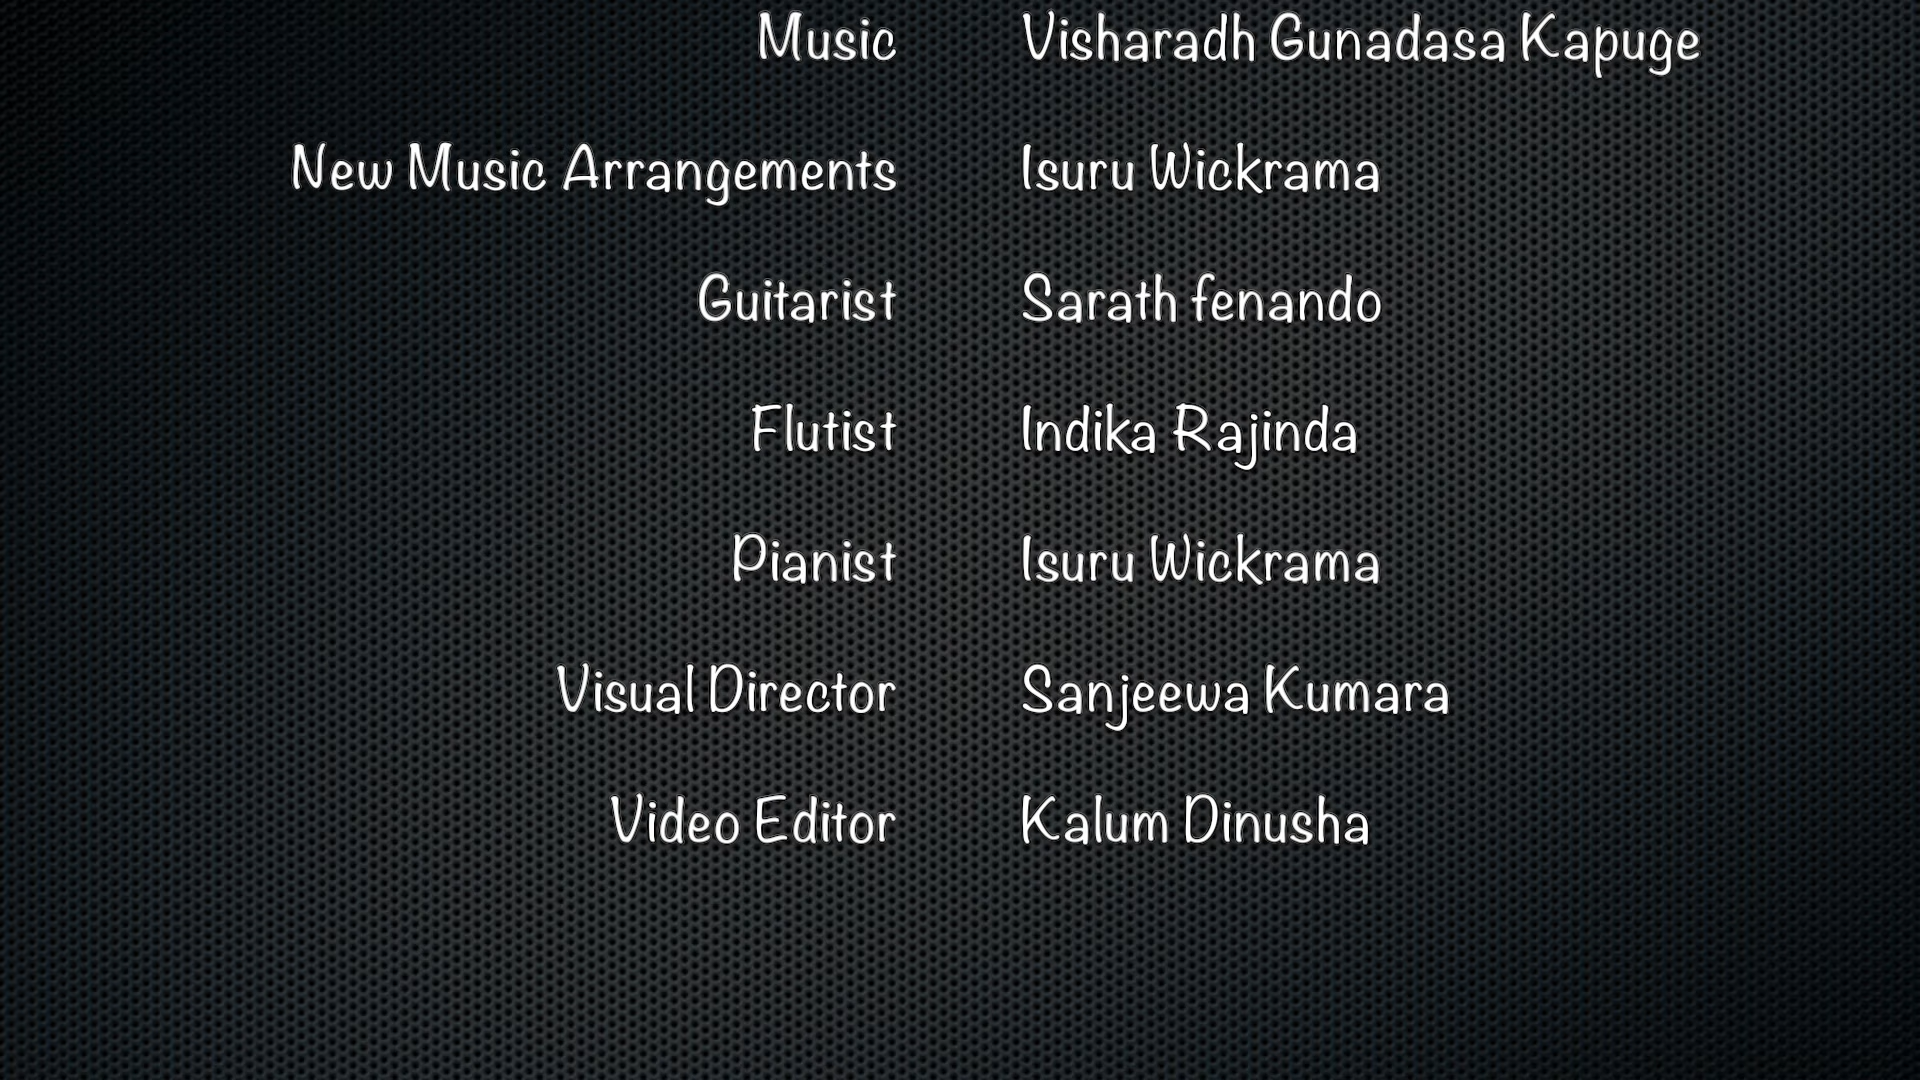 Music Visharadh Gunadasa Kapuge
New Music Arrangements Isuru Wickrama
Guitarist Sarath fenando
Flutist Indika Rajinda
Pianist Isuru Wickrama
Visual Director Sanjeewa Kumara
Video Editor Kalum Dinusha